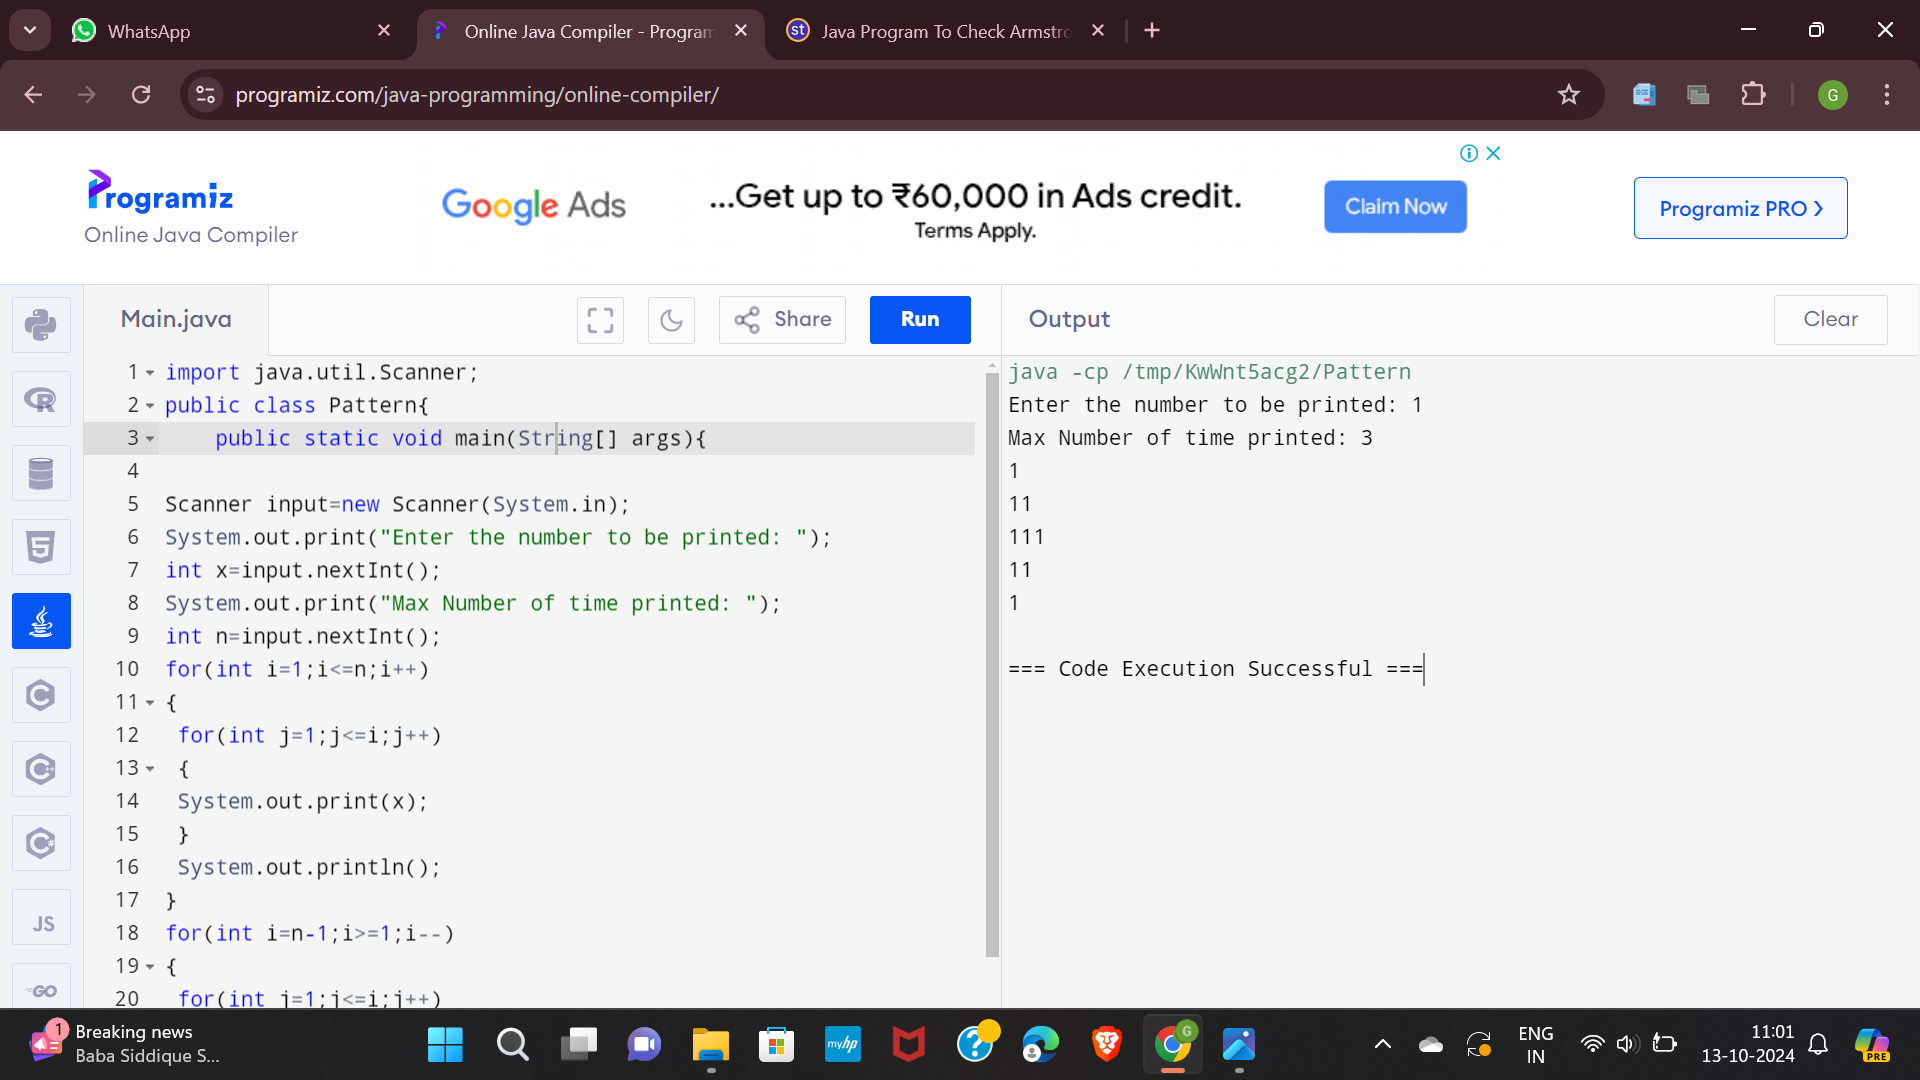 WhatsApp
Online Java Compiler - Program
Java Program To Check Armstro
programiz.com/java-programming/online-compiler/
G
Programiz
Online Java Compiler
Google Ads
...Get up to ₹60,000 in Ads credit.
Terms Apply.
Claim Now
Programiz PRO
Main.java
Share
Run
Output
Clear
1 import java.util.Scanner;
2 public class Pattern{
3 public static void main(String[] args){
4
5 Scanner input=new Scanner(System.in);
6 System.out.print("Enter the number to be printed: ");
7 int x=input.nextInt();
8 System.out.print("Max Number of time printed: ");
9 int n=input.nextInt();
10 for(int i=1;i<=n;i++)
11 {
12 for(int j=1;j<=i;j++)
13 {
14 System.out.print(x);
15 }
16 System.out.println();
17 }
18 for(int i=n-1;i>=1;i--)
19 {
20 for(int j=1;j<=i;j++)
java -cp /tmp/KwWnt5acg2/Pattern
Enter the number to be printed: 1
Max Number of time printed: 3
1
11
111
11
1
=== Code Execution Successful ===
JS
GO
1
Breaking news
Baba Siddique S...
myhp
G
ENG
IN
11:01
13-10-2024
PRE